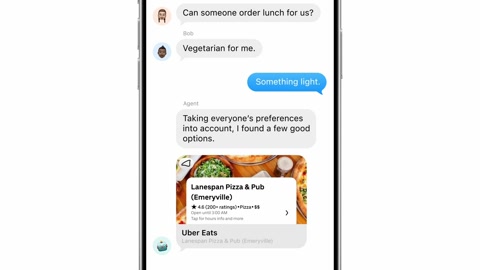 Can someone order lunch for us?
Bob
Vegetarian for me.
Something light.
Agent
Taking everyone's preferences
into account, I found a few good
options.
Lanespan Pizza & Pub
(Emeryville)
★ 4.6 (200+ ratings) • Pizza • $$
Open until 3:00 AM
Tap for hours info and more
Uber Eats
Lanespan Pizza & Pub (Emeryville)